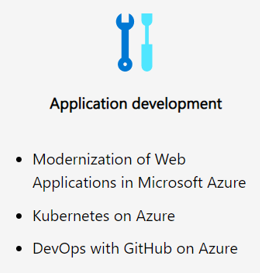 Application development
• Modernization of Web
Applications in Microsoft Azure
• Kubernetes on Azure
• DevOps with GitHub on Azure